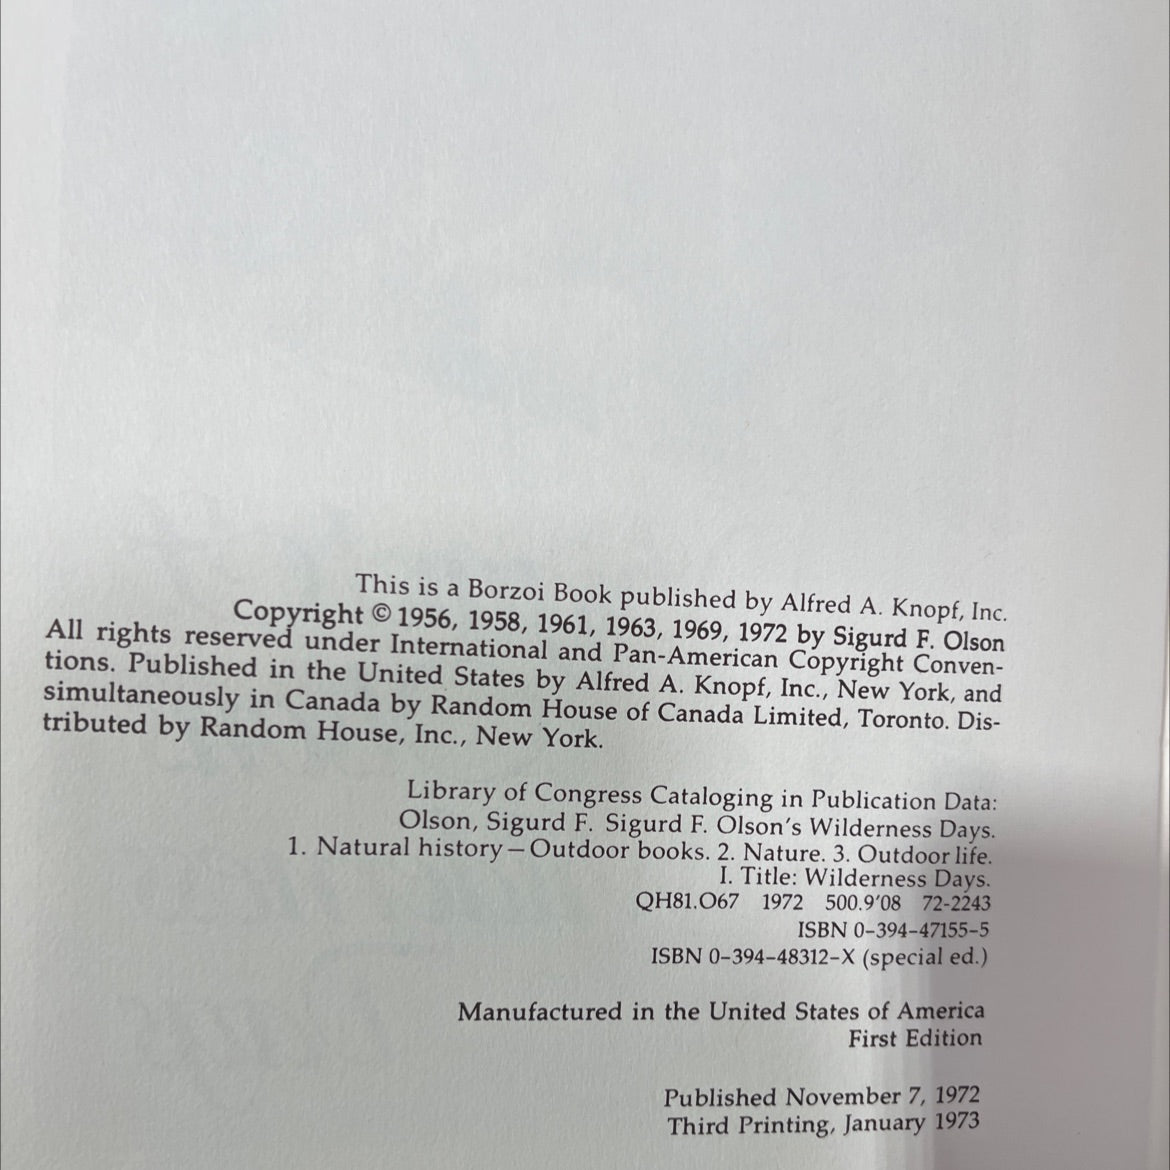 This is a Borzoi Book published by Alfred A. Knopf, Inc.
Copyright © 1956, 1958, 1961, 1963, 1969, 1972 by Sigurd F. Olson
All rights reserved under International and Pan-American Copyright Conven-
tions. Published in the United States by Alfred A. Knopf, Inc., New York, and
simultaneously in Canada by Random House of Canada Limited, Toronto. Dis-
tributed by Random House, Inc., New York.
Library of Congress Cataloging in Publication Data:
Olson, Sigurd F. Sigurd F. Olson's Wilderness Days.
1. Natural history—Outdoor books. 2. Nature. 3. Outdoor life.
I. Title: Wilderness Days.
QH81.O67 1972 500.9'08 72-2243
ISBN 0-394-47155-5
ISBN 0-394-48312-X (special ed.)
Manufactured in the United States of America
First Edition
Published November 7, 1972
Third Printing, January 1973